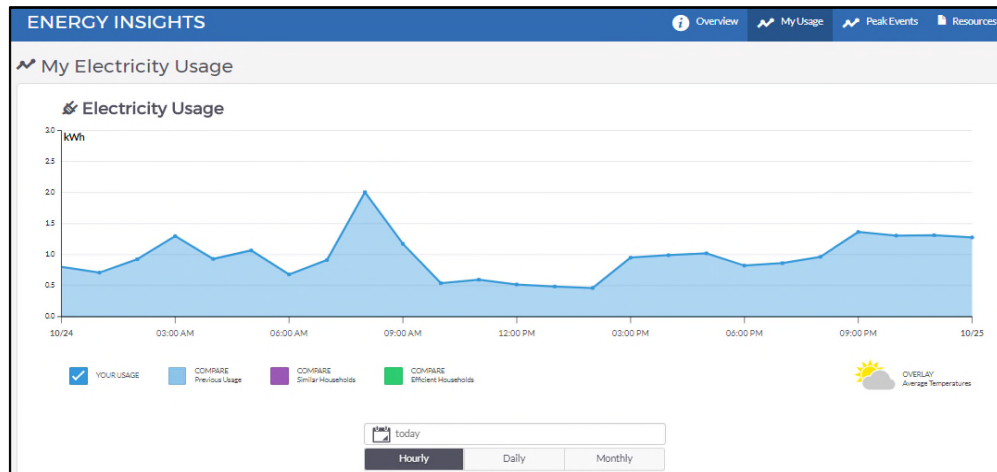 ENERGY INSIGHTS
Overview
My Usage
Peak Events
Resources
My Electricity Usage
Electricity Usage
kWh
3.0
2.5
2.0
1.5
1.0
0.5
0.0
10/24 03:00 AM 06:00 AM 09:00 AM 12:00 PM 03:00 PM 06:00 PM 09:00 PM 10/25
YOUR USAGE
COMPARE
Previous Usage
COMPARE
Similar Households
COMPARE
Efficient Households
OVERLAY
Average Temperatures
today
Hourly Daily Monthly